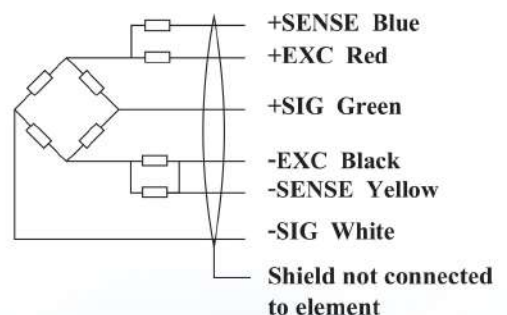 +SENSE Blue
+EXC Red
+SIG Green
-EXC Black
-SENSE Yellow
-SIG White
Shield not connected
to element